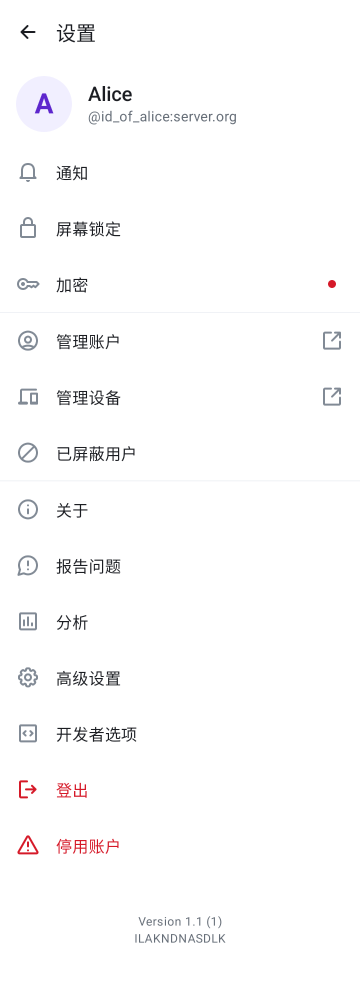 设置
A
Alice
@id_of_alice:server.org
通知
屏幕锁定
加密
管理账户
管理设备
已屏蔽用户
关于
报告问题
分析
高级设置
开发者选项
登出
停用账户
Version 1.1 (1)
ILAKNDNASDLK